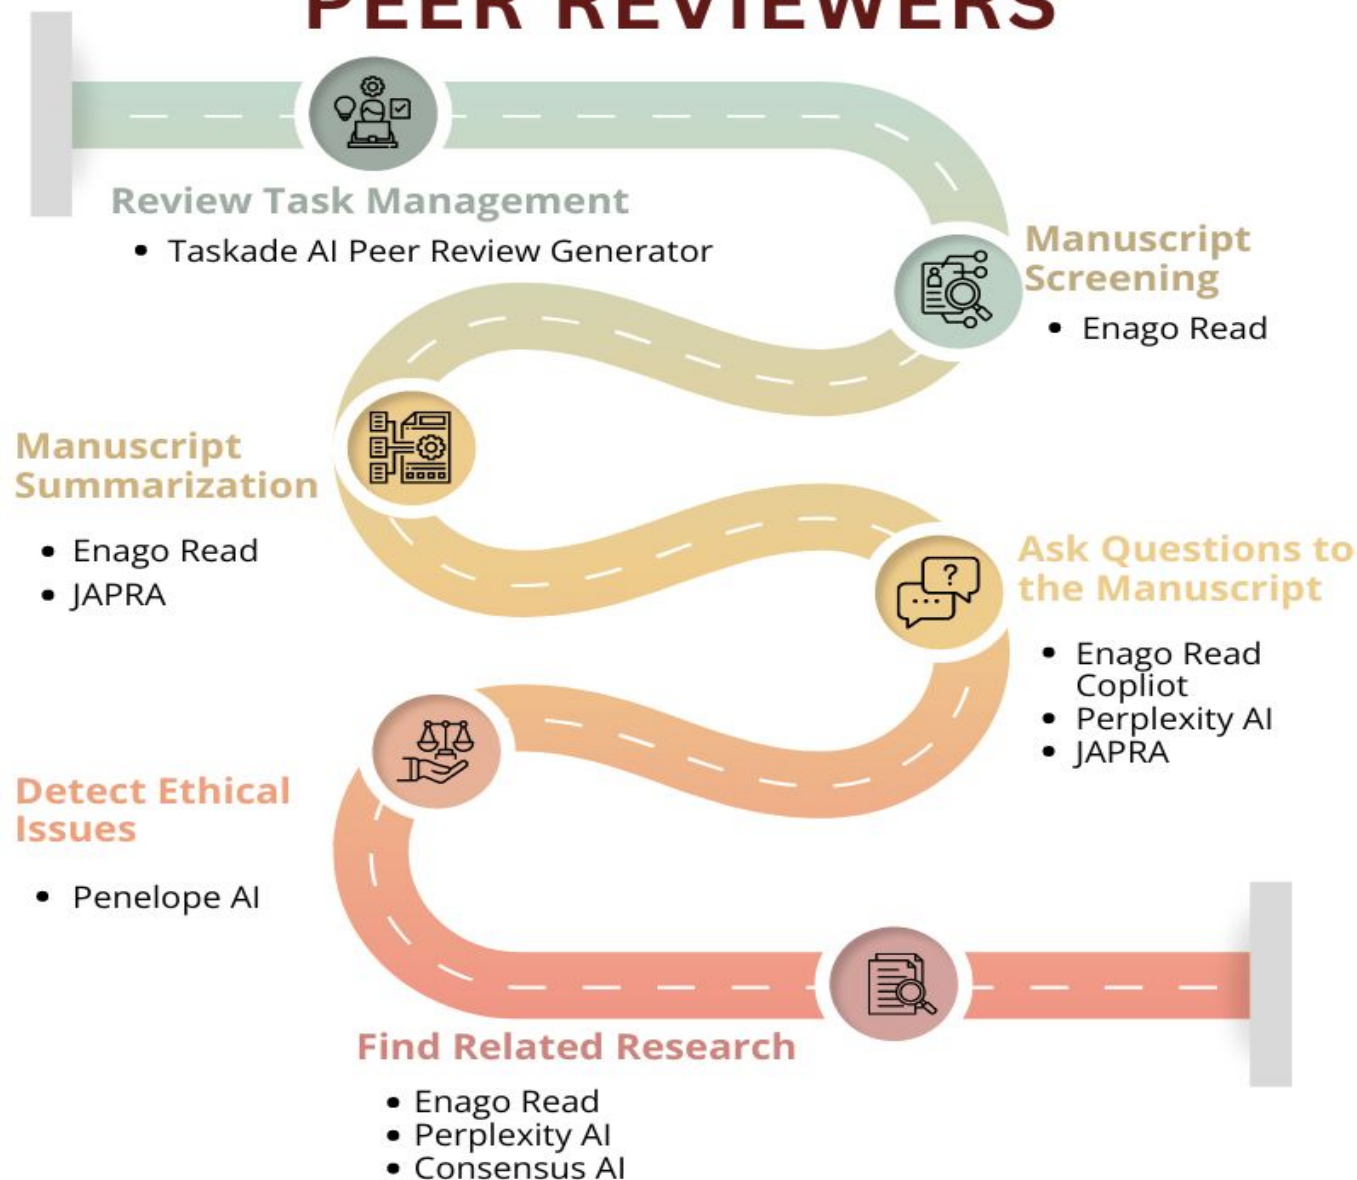 PEER REVIEWERS
Review Task Management
• Taskade AI Peer Review Generator
Manuscript
Screening
• Enago Read
Manuscript
Summarization
• Enago Read
• JAPRA
Ask Questions to
the Manuscript
?
• Enago Read
Copliot
• Perplexity AI
• JAPRA
Detect Ethical
Issues
• Penelope AI
Find Related Research
• Enago Read
• Perplexity AI
• Consensus AI